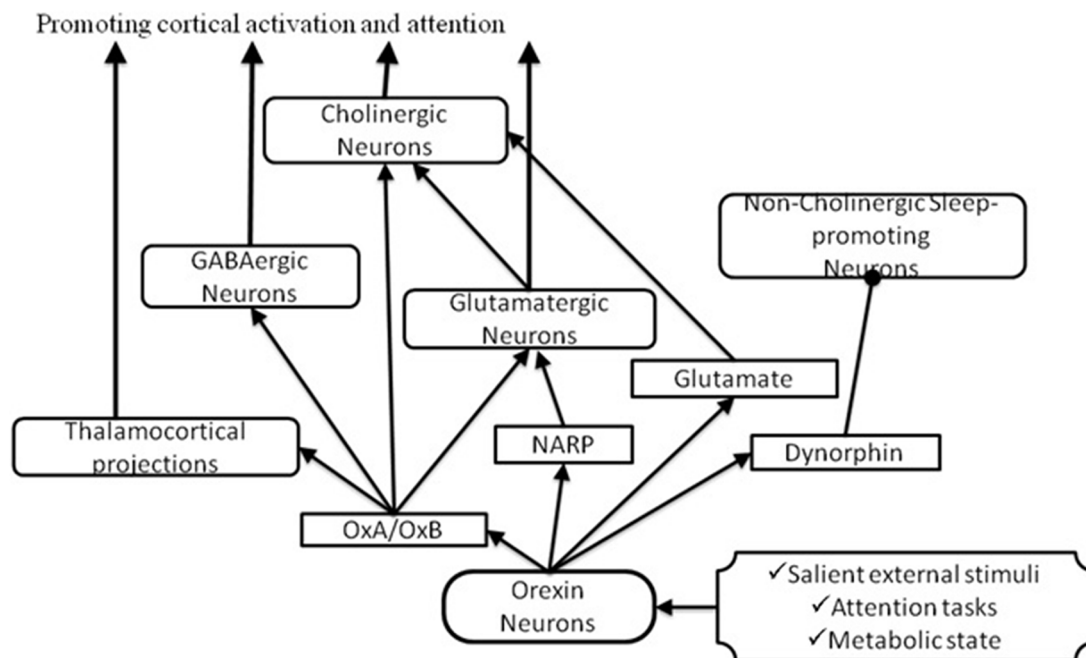 Promoting cortical activation and attention
Cholinergic
Neurons
Non-Cholinergic Sleep-
promoting
Neurons
GABAergic
Neurons
Glutamatergic
Neurons
Glutamate
Thalamocortical
projections
NARP
Dynorphin
OxA/OxB
Orexin
Neurons
✓Salient external stimuli
✓Attention tasks
✓Metabolic state